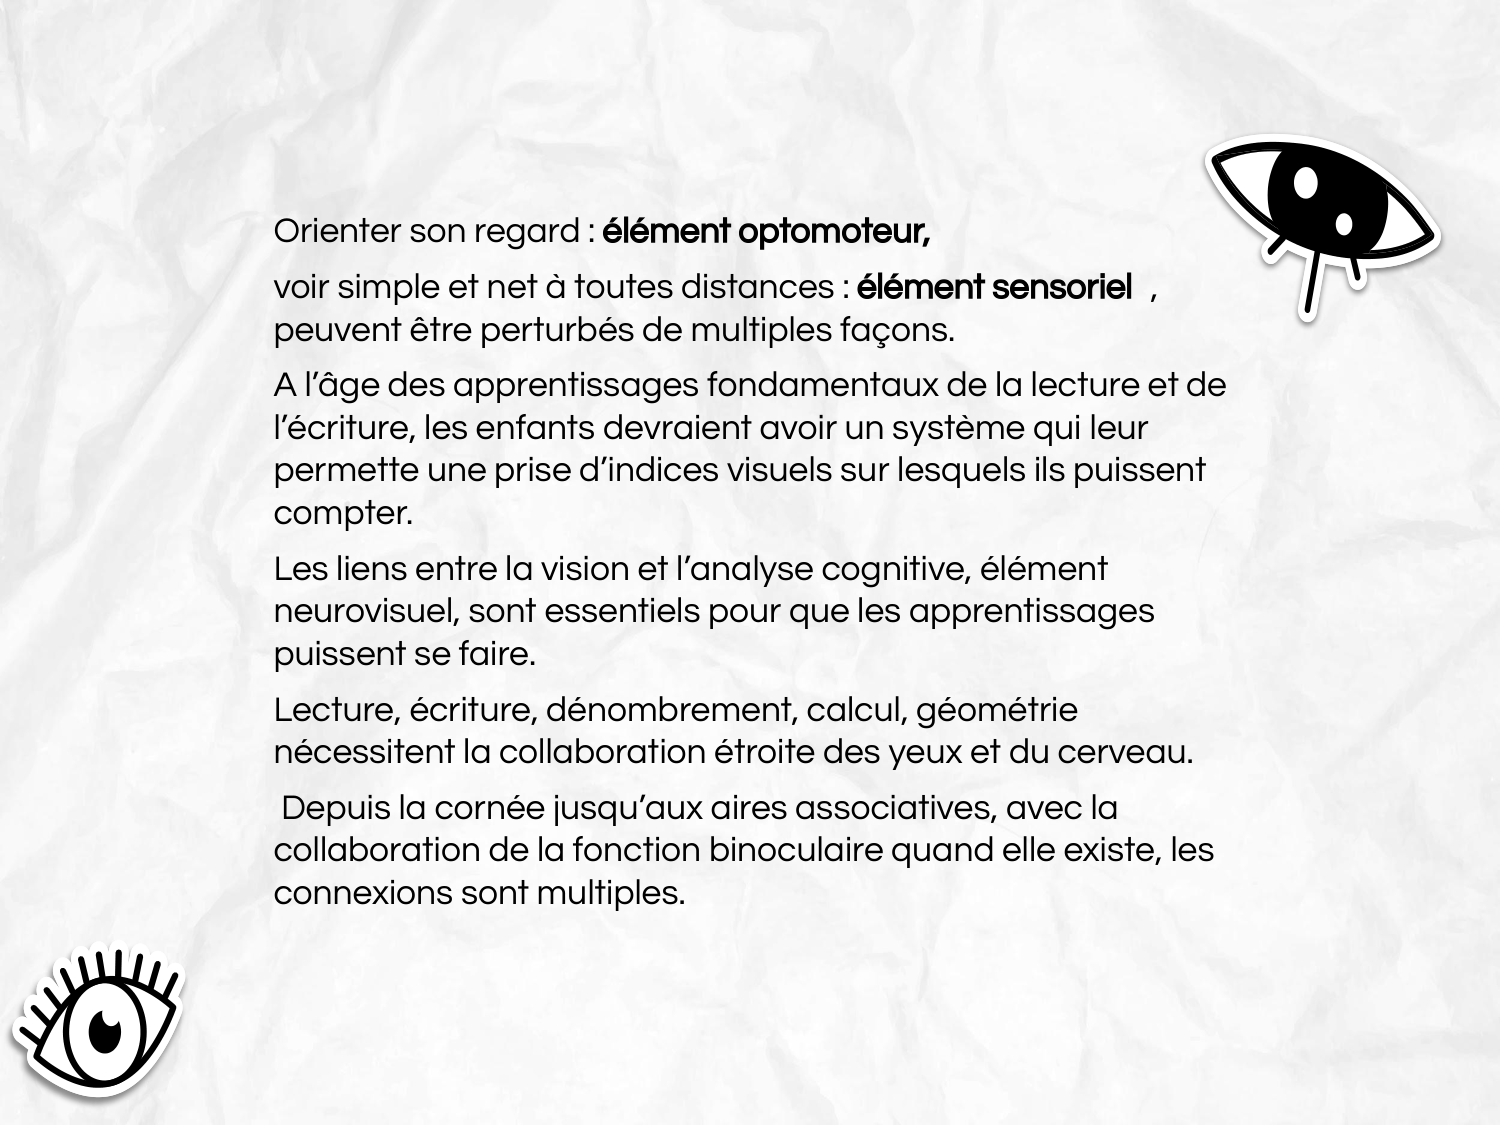 Orienter son regard : élément optomoteur,
voir simple et net à toutes distances : élément sensoriel  ,
peuvent être perturbés de multiples façons.
A l’âge des apprentissages fondamentaux de la lecture et de
l’écriture, les enfants devraient avoir un système qui leur
permette une prise d’indices visuels sur lesquels ils puissent
compter.
Les liens entre la vision et l’analyse cognitive, élément
neurovisuel, sont essentiels pour que les apprentissages
puissent se faire.
Lecture, écriture, dénombrement, calcul, géométrie
nécessitent la collaboration étroite des yeux et du cerveau.
Depuis la cornée jusqu’aux aires associatives, avec la
collaboration de la fonction binoculaire quand elle existe, les
connexions sont multiples.